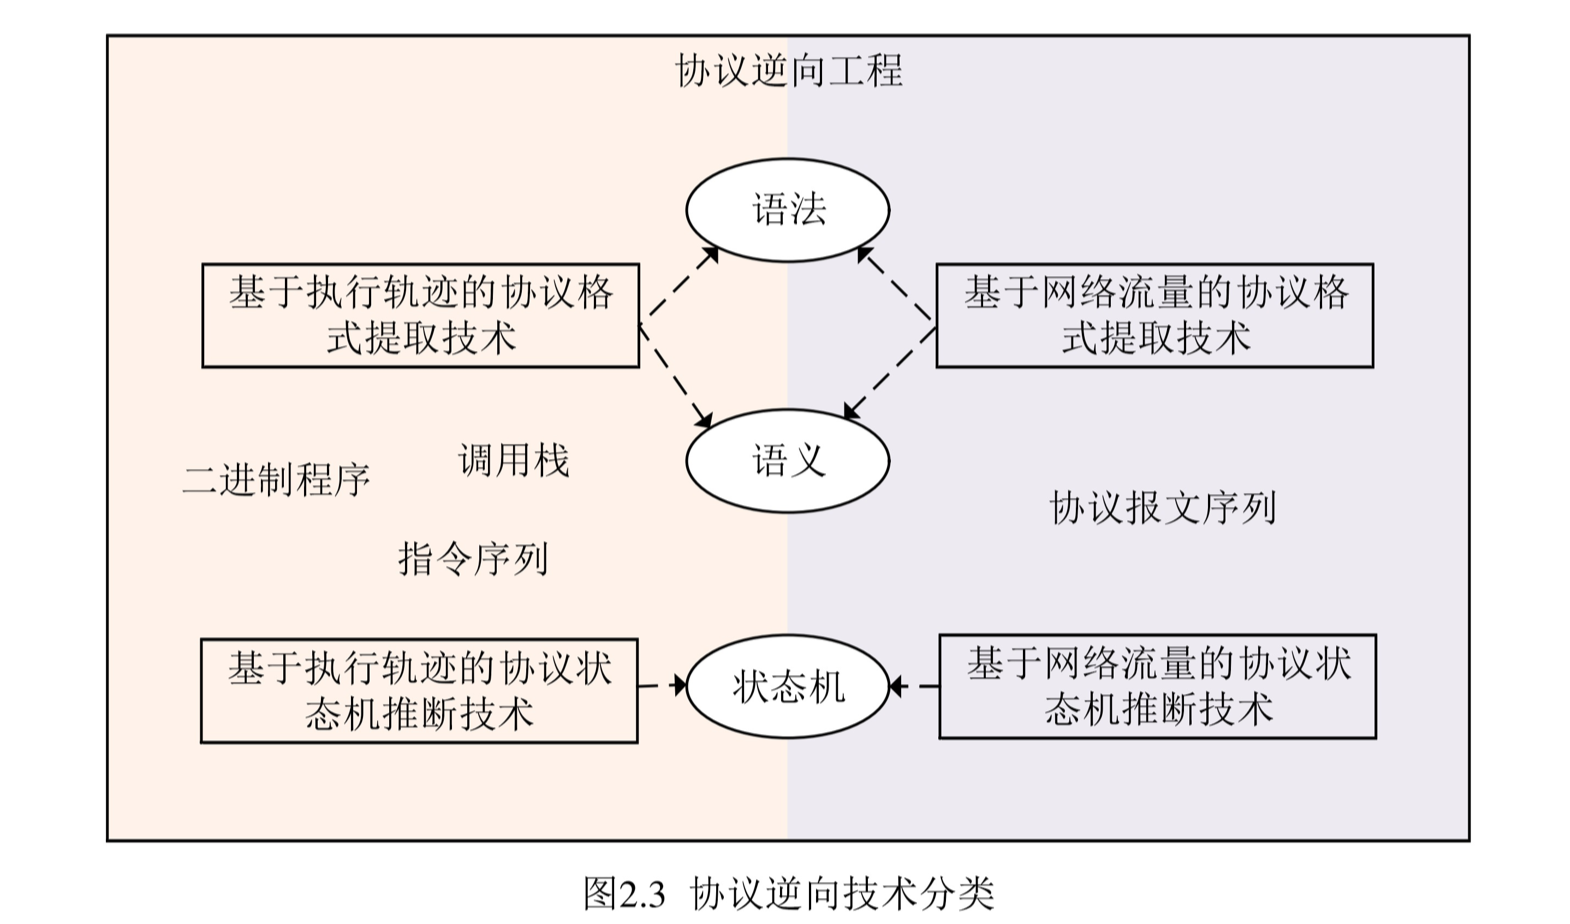 协议逆向工程
语法
基于执行轨迹的协议格
式提取技术
基于网络流量的协议格
式提取技术
调用栈
语义
二进制程序
协议报文序列
指令序列
基于执行轨迹的协议状
态机推断技术
状态机
基于网络流量的协议状
态机推断技术
图2.3 协议逆向技术分类